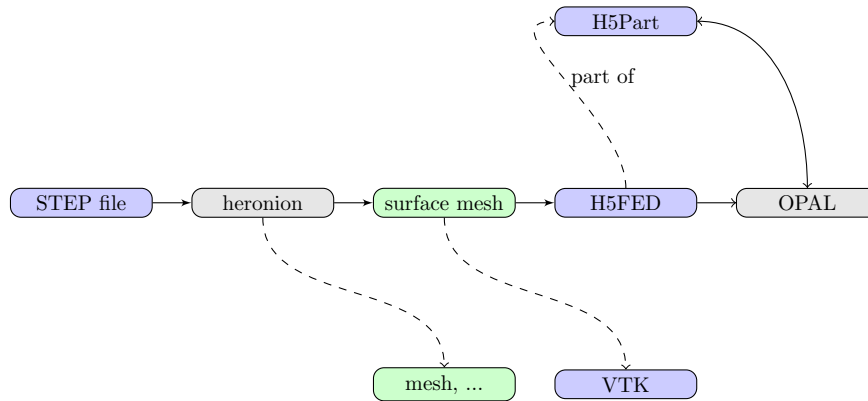 H5Part
part of
STEP file
heronion
surface mesh
H5FED
OPAL
mesh, ...
VTK